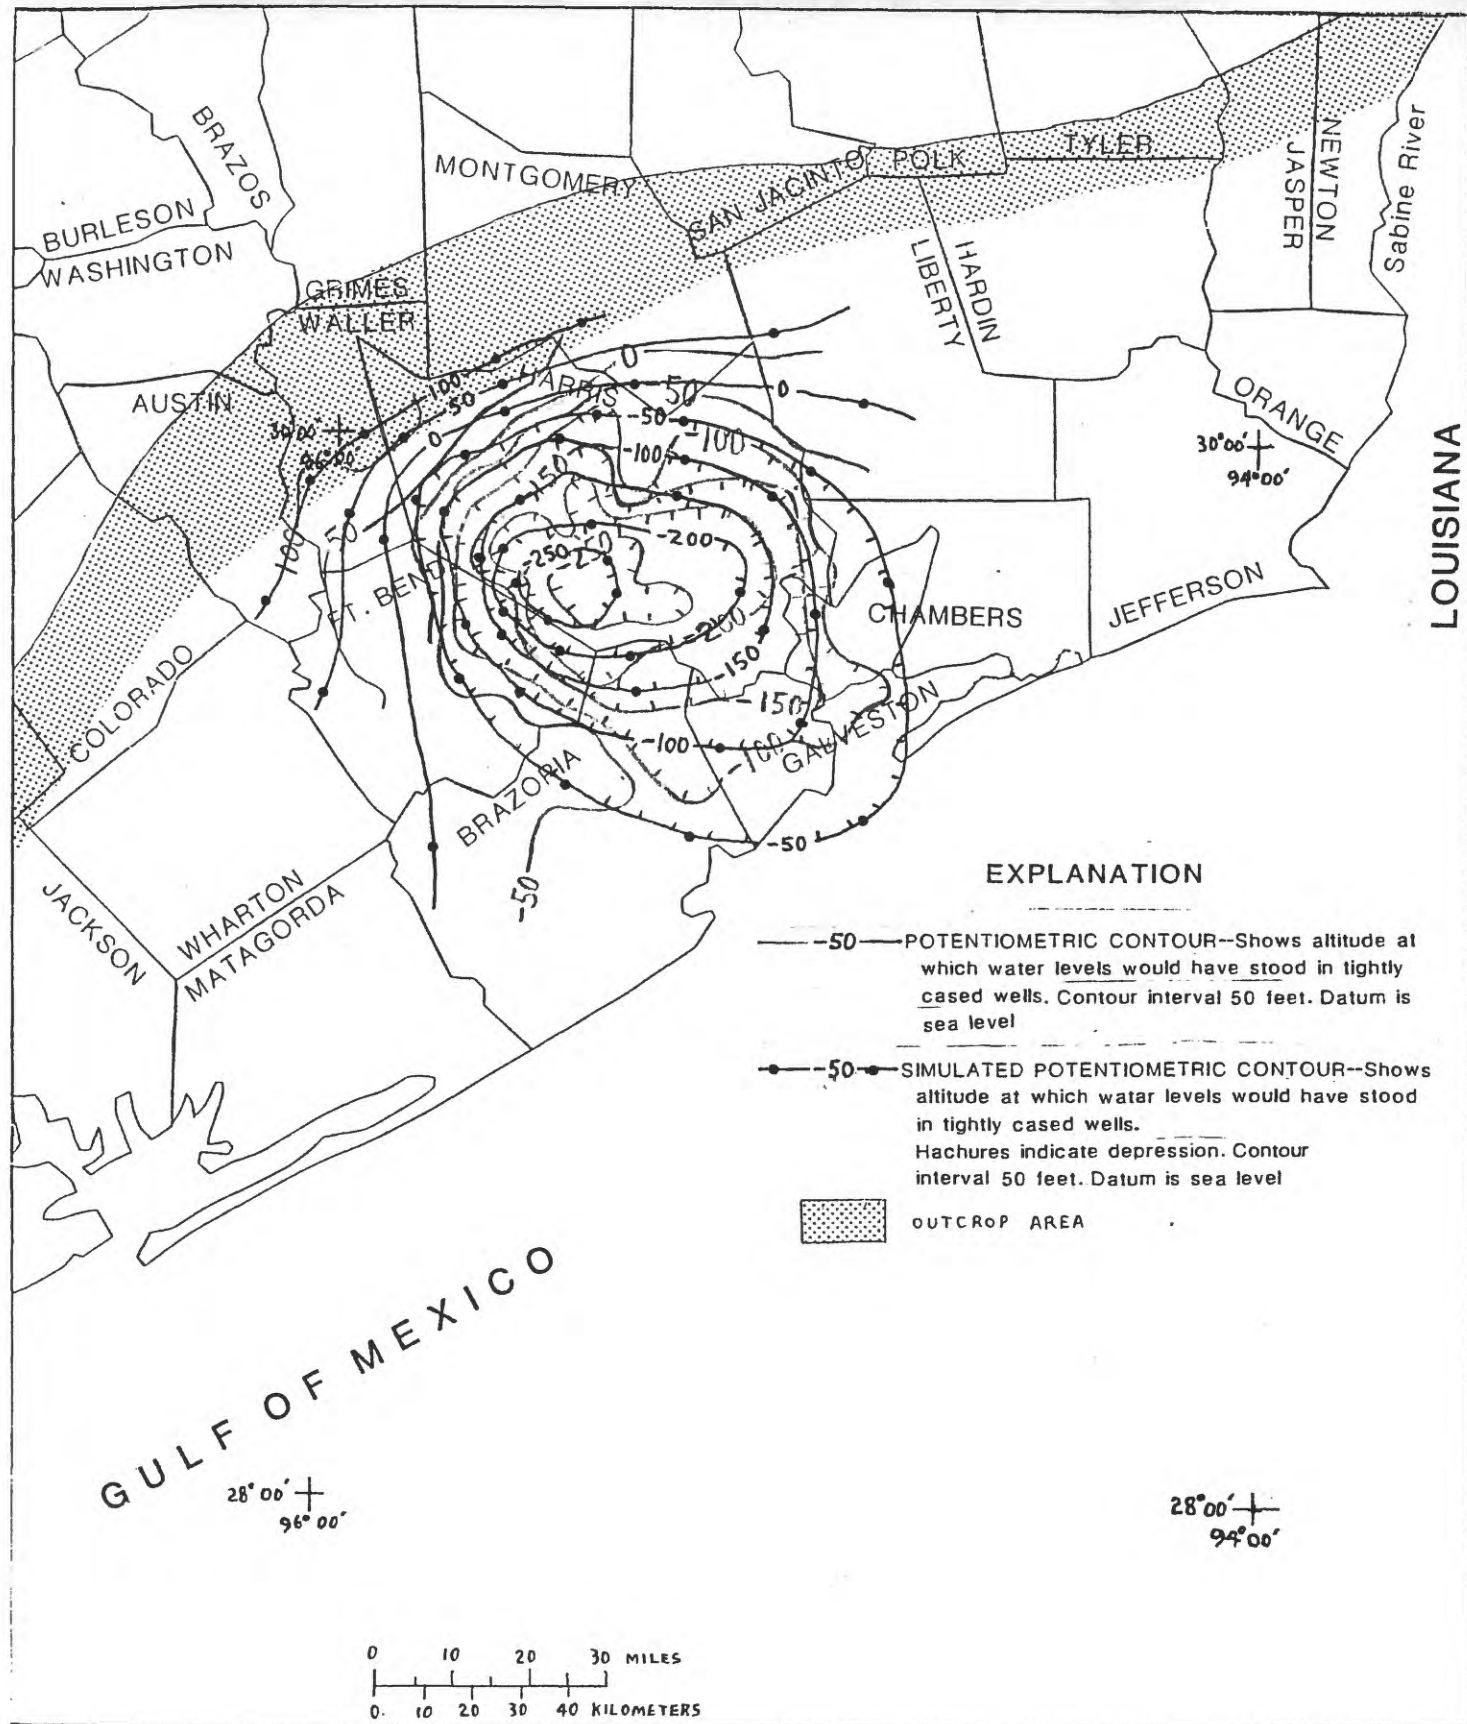 BRAZOS
MONTGOMERY
SAN JACINTO
POLK
TYLER
NEWTON
JASPER
Sabine River
BURLESON
WASHINGTON
GRIMES
WALLER
HARDIN
LIBERTY
AUSTIN
HARRIS
ORANGE
LOUISIANA
30°00'
96°00'
30°00'
94°00'
100
50
0
0
-50
0
-50
-100
-100
-150
50
100
-200
-250
-250
-200
-150
-150
-100
-100
-50
-50
FT. BEND
CHAMBERS
JEFFERSON
COLORADO
GALVESTON
BRAZORIA
JACKSON
WHARTON
MATAGORDA
EXPLANATION
-50 POTENTIOMETRIC CONTOUR--Shows altitude at
which water levels would have stood in tightly
cased wells. Contour interval 50 feet. Datum is
sea level
-50 SIMULATED POTENTIOMETRIC CONTOUR--Shows
altitude at which watar levels would have stood
in tightly cased wells.
Hachures indicate depression. Contour
interval 50 feet. Datum is sea level
OUTCROP AREA
GULF OF MEXICO
28°00'
96°00'
28°00'
94°00'
0 10 20 30 MILES
0 10 20 30 40 KILOMETERS